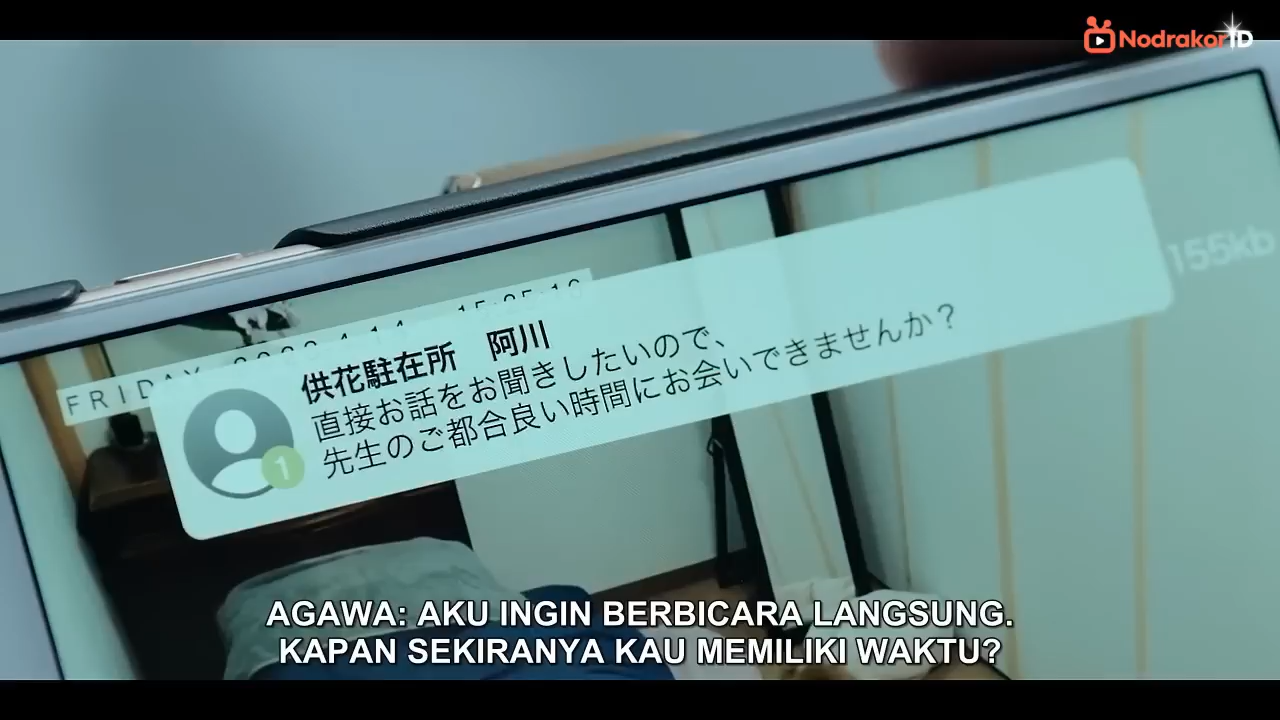 NodrakorID
155kb
FRIDAY
供花駐在所 阿川
直接お話をお聞きしたいので、
先生のご都合良い時間にお会いできませんか？
1
AGAWA: AKU INGIN BERBICARA LANGSUNG.
KAPAN SEKIRANYA KAU MEMILIKI WAKTU?